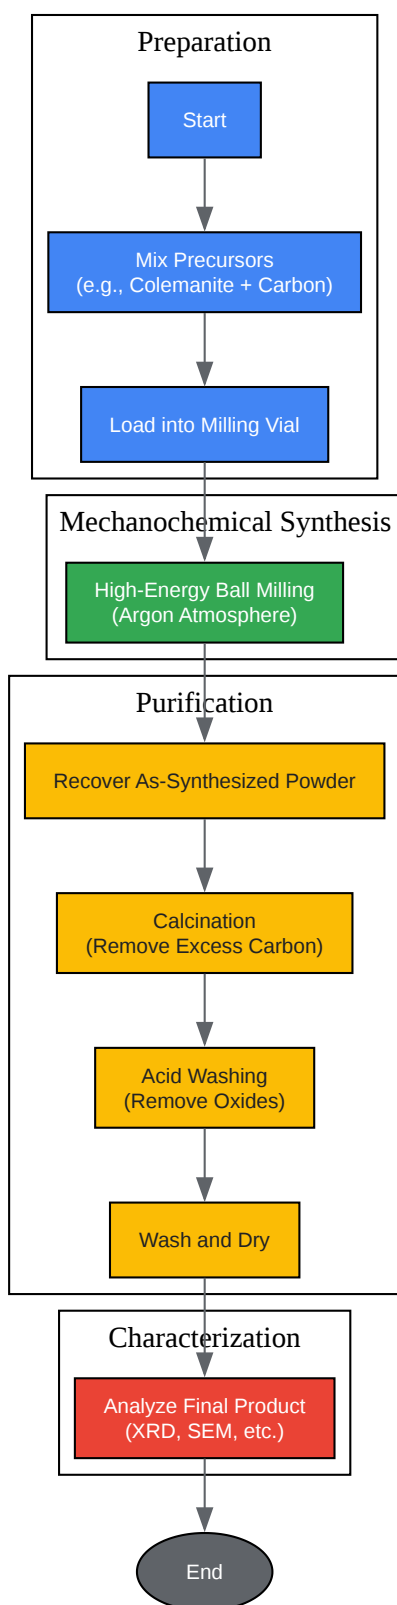 Preparation
Start
Mix Precursors
(e.g., Colemanite + Carbon)
Load into Milling Vial
Mechanochemical Synthesis
High-Energy Ball Milling
(Argon Atmosphere)
Purification
Recover As-Synthesized Powder
Calcination
(Remove Excess Carbon)
Acid Washing
(Remove Oxides)
Wash and Dry
Characterization
Analyze Final Product
(XRD, SEM, etc.)
End